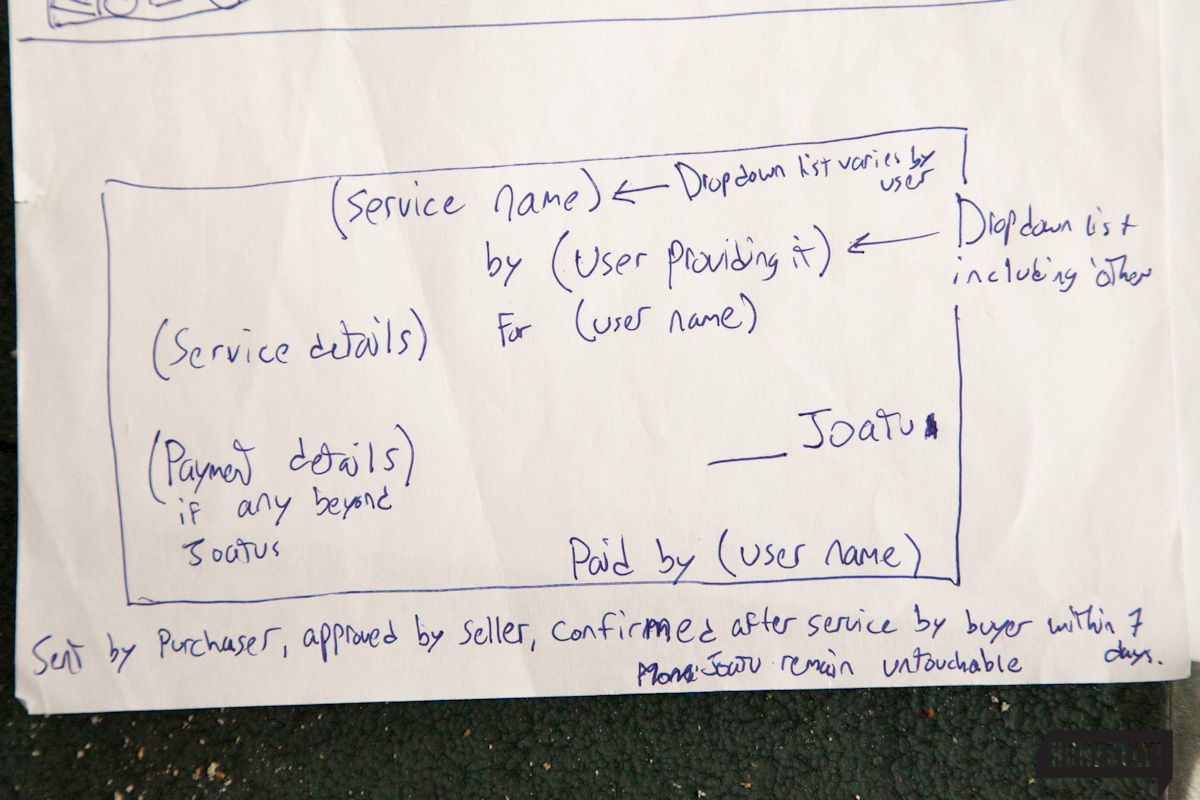 (Service name) ← Dropdown list varies by
user
by (User Providing it) ← Dropdown list
including 'other
For (user name)
(Service details)
___ Joatu
(Payment details)
if any beyond
Joatus
Paid by (user name)
Sent by Purchaser, approved by seller, confirmed after service by buyer within 7
days.
Joatu remain untouchable